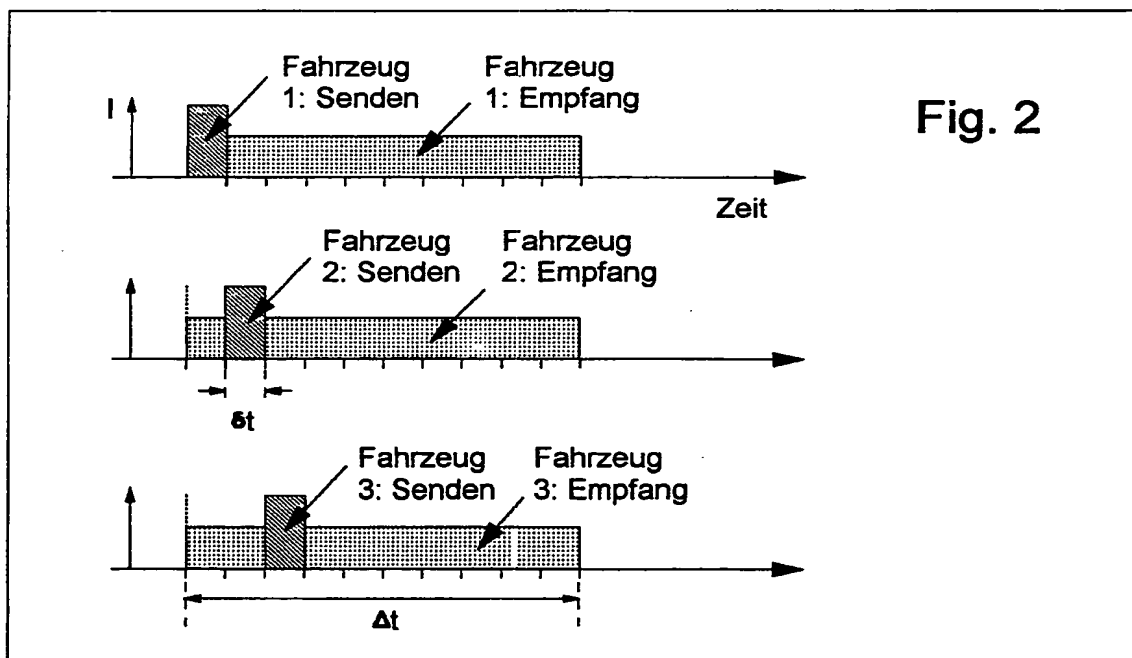 Fahrzeug
1: Senden
Fahrzeug
1: Empfang
Fig. 2
I
Zeit
Fahrzeug
2: Senden
Fahrzeug
2: Empfang
δt
Fahrzeug
3: Senden
Fahrzeug
3: Empfang
Δt